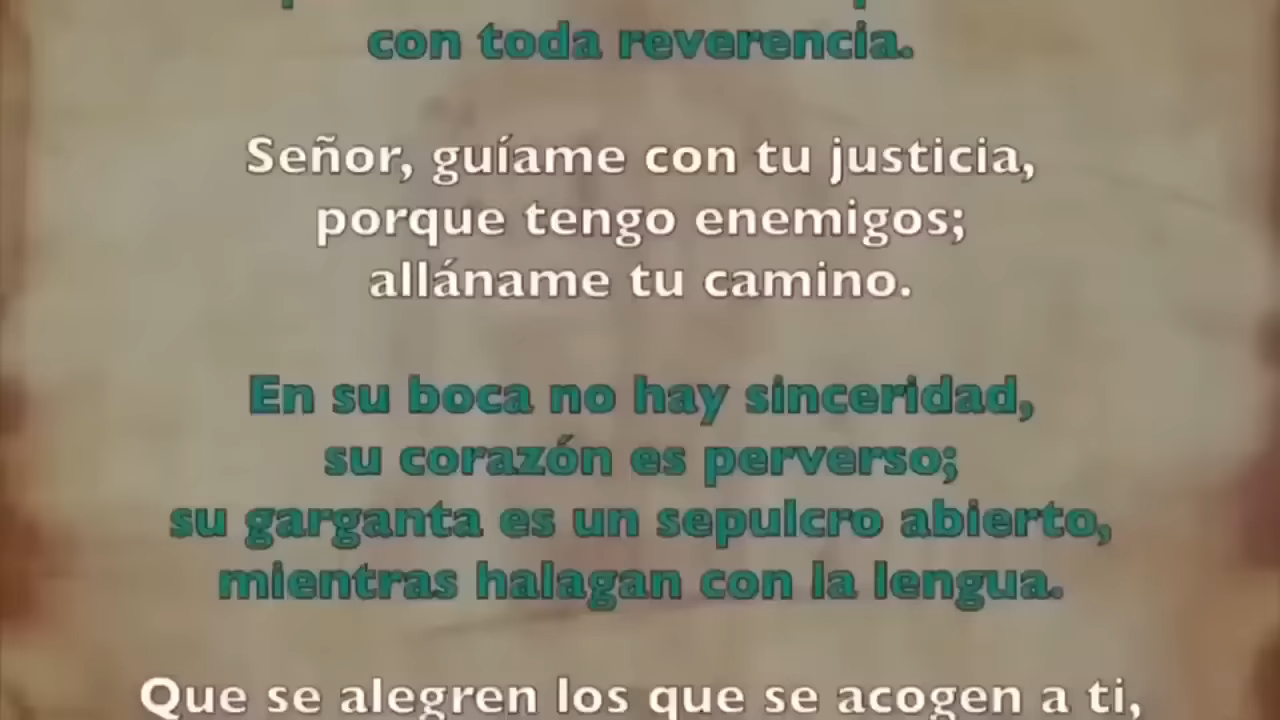 con toda reverencia.
Señor, guíame con tu justicia,
porque tengo enemigos;
alláname tu camino.
En su boca no hay sinceridad,
su corazón es perverso;
su garganta es un sepulcro abierto,
mientras halagan con la lengua.
Que se alegren los que se acogen a ti,